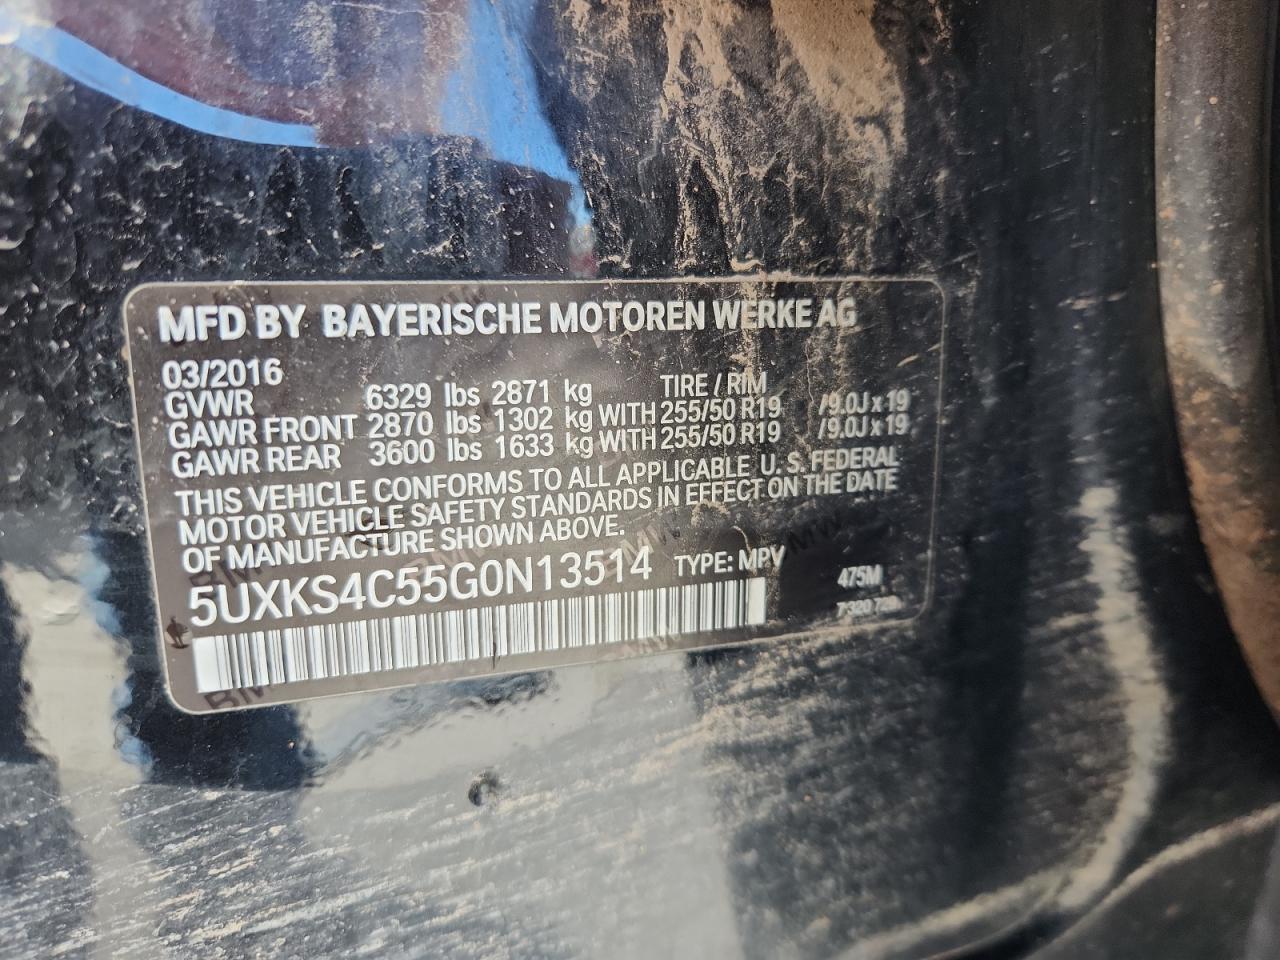 MFD BY BAYERISCHE MOTOREN WERKE AG
03/2016
GVWR 6329 lbs 2871 kg TIRE / RIM
GAWR FRONT 2870 lbs 1302 kg WITH 255/50 R19 /9.0J x 19
GAWR REAR 3600 lbs 1633 kg WITH 255/50 R19 /9.0J x 19
THIS VEHICLE CONFORMS TO ALL APPLICABLE U. S. FEDERAL
MOTOR VEHICLE SAFETY STANDARDS IN EFFECT ON THE DATE
OF MANUFACTURE SHOWN ABOVE.
5UXKS4C55G0N13514 TYPE: MPV
475M